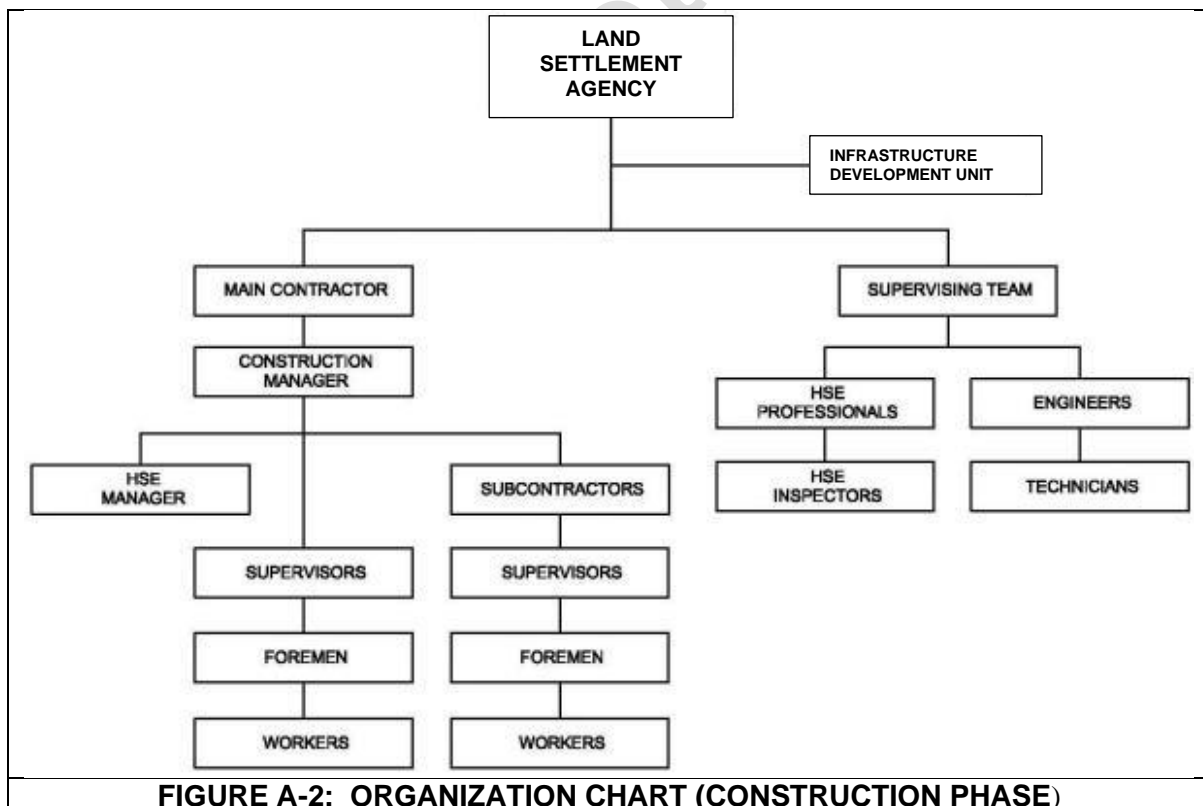 LAND
SETTLEMENT
AGENCY
INFRASTRUCTURE
DEVELOPMENT UNIT
MAIN CONTRACTOR
SUPERVISING TEAM
CONSTRUCTION
MANAGER
HSE
PROFESSIONALS
ENGINEERS
HSE
MANAGER
SUBCONTRACTORS
HSE
INSPECTORS
TECHNICIANS
SUPERVISORS
SUPERVISORS
FOREMEN
FOREMEN
WORKERS
WORKERS
FIGURE A-2: ORGANIZATION CHART (CONSTRUCTION PHASE)